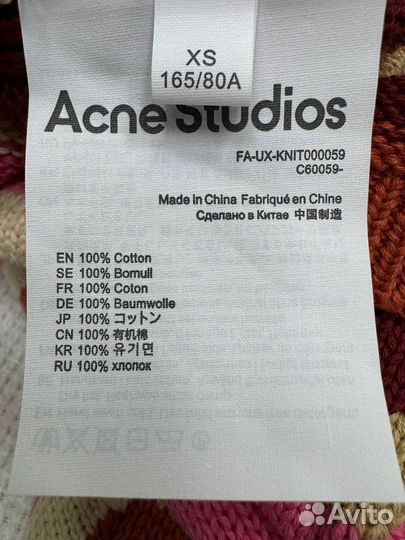 XS
165/80A
Acne Studios
FA-UX-KNIT000059
C60059-
Made in China Fabriqué en Chine
Сделано в Китае 中国制造
EN 100% Cotton
SE 100% Bomull
FR 100% Coton
DE 100% Baumwolle
JP 100% コットン
CN 100% 有机棉
KR 100% 유기면
RU 100% хлопок
Avito